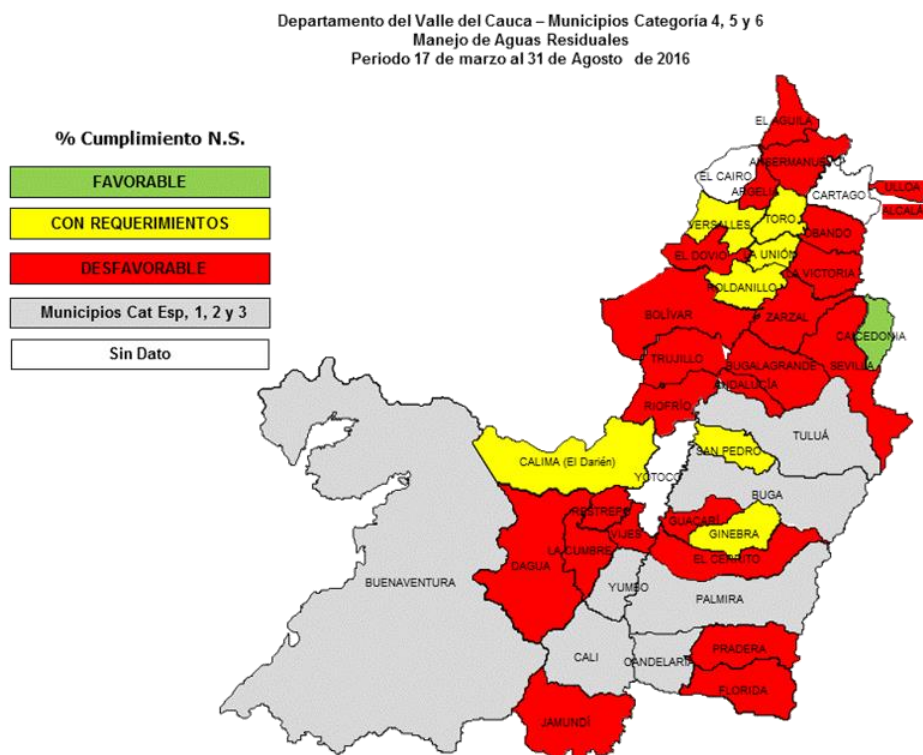 Departamento del Valle del Cauca – Municipios Categoría 4, 5 y 6
Manejo de Aguas Residuales
Periodo 17 de marzo al 31 de Agosto de 2016
% Cumplimiento N.S.
FAVORABLE
CON REQUERIMIENTOS
DESFAVORABLE
Municipios Cat Esp, 1, 2 y 3
Sin Dato
EL AGUILA
ANSERMANUEVO
EL CAIRO
ARGELI
CARTAGO
ULLOA
ALCALÁ
VERSALLES
TORO
OBANDO
EL DOVIO
LA UNIÓN
LA VICTORIA
ROLDANILLO
BOLÍVAR
ZARZAL
CAICEDONIA
TRUJILLO
BUGALAGRANDE
SEVILLA
ANDALUCÍA
RIOFRÍO
TULUÁ
SAN PEDRO
CALIMA (El Darién)
YOTOCO
BUGA
RESTREPO
GUACARÍ
VIJES
GINEBRA
LA CUMBRE
EL CERRITO
DAGUA
BUENAVENTURA
YUMBO
PALMIRA
CALI
CANDELARIA
PRADERA
FLORIDA
JAMUNDÍ